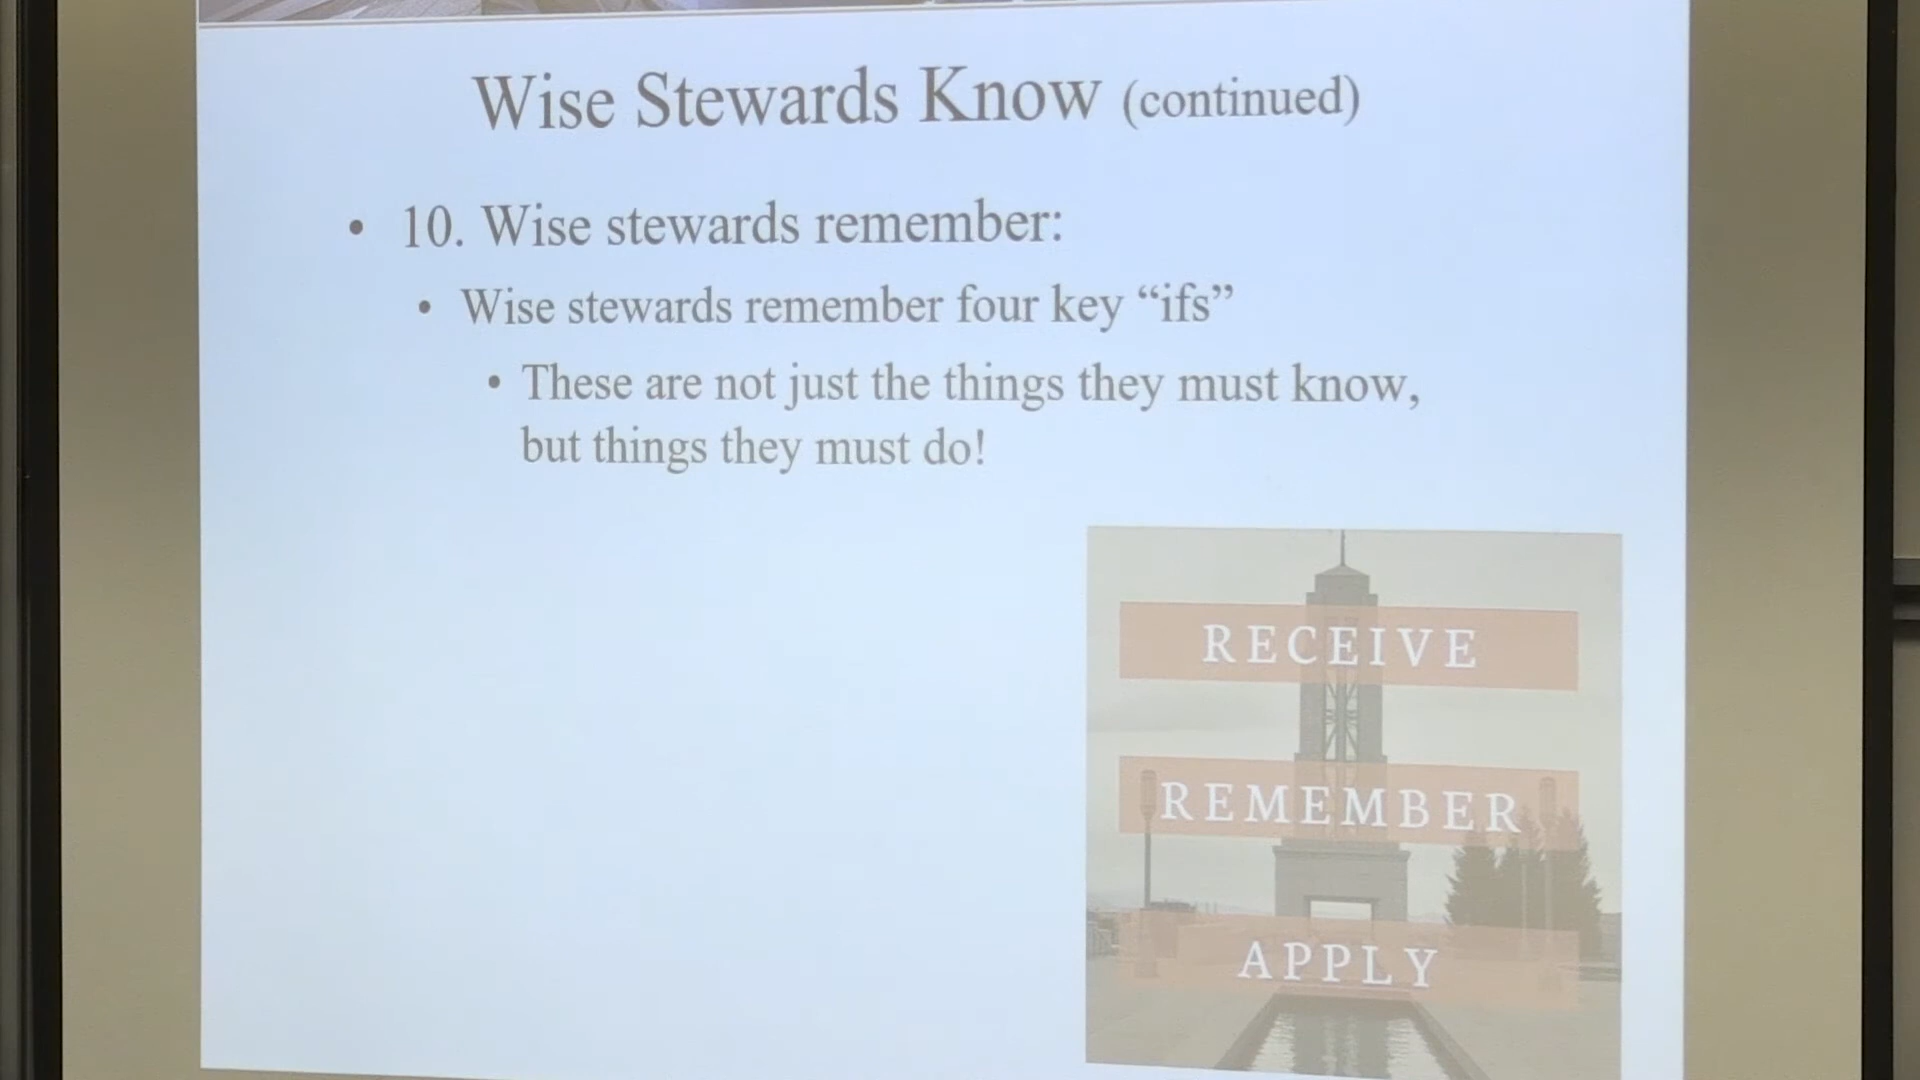 Wise Stewards Know (continued)
• 10. Wise stewards remember:
• Wise stewards remember four key “ifs”
• These are not just the things they must know,
but things they must do!
RECEIVE
REMEMBER
APPLY